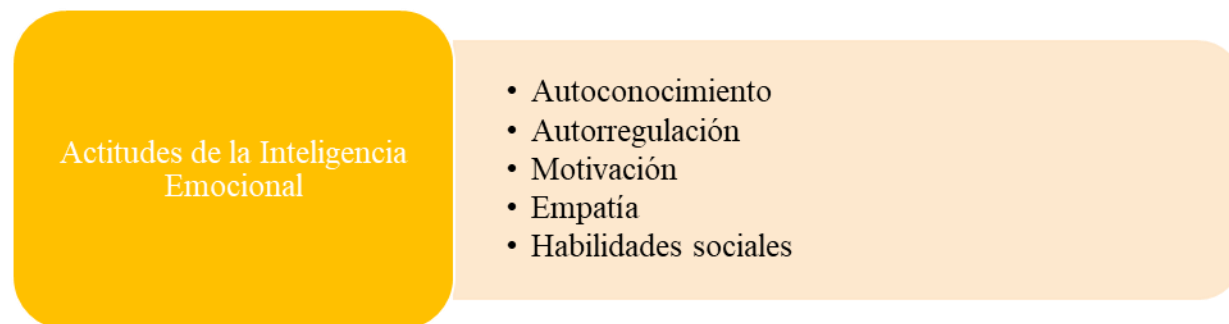 Actitudes de la Inteligencia
Emocional
• Autoconocimiento
• Autorregulación
• Motivación
• Empatía
• Habilidades sociales